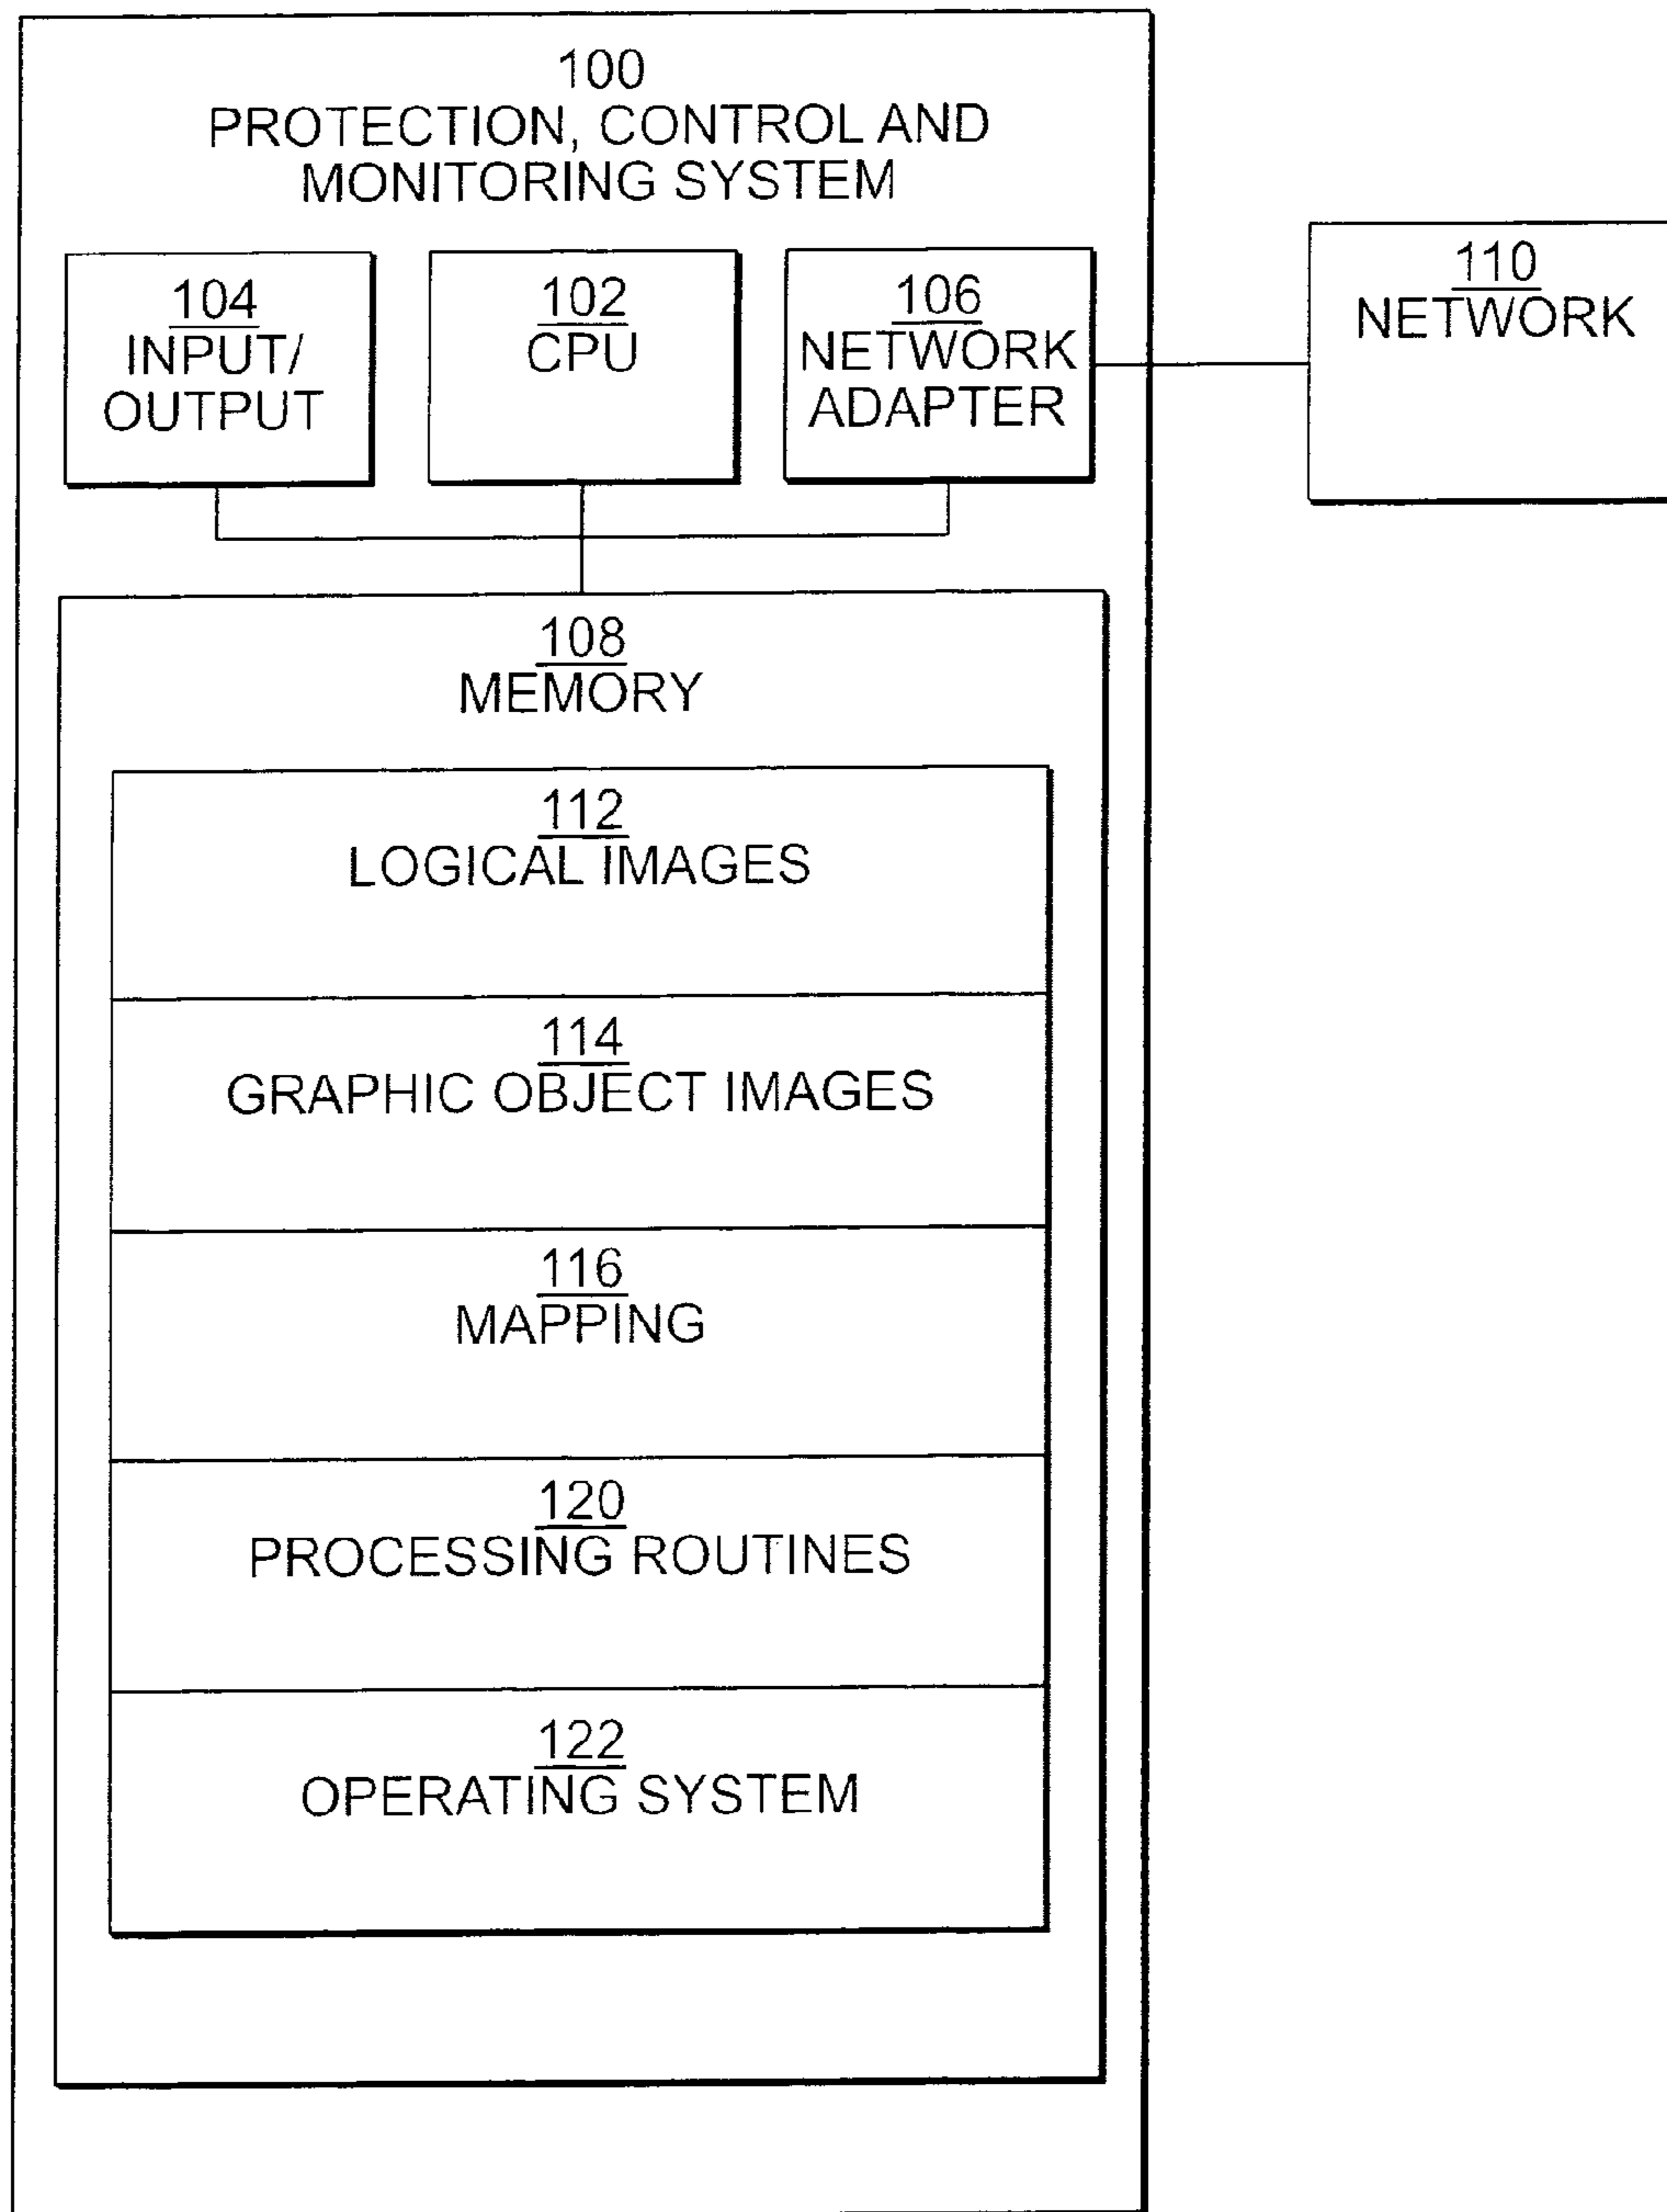 100
PROTECTION, CONTROL AND
MONITORING SYSTEM
104
INPUT/
OUTPUT
102
CPU
106
NETWORK
ADAPTER
110
NETWORK
108
MEMORY
112
LOGICAL IMAGES
114
GRAPHIC OBJECT IMAGES
116
MAPPING
120
PROCESSING ROUTINES
122
OPERATING SYSTEM